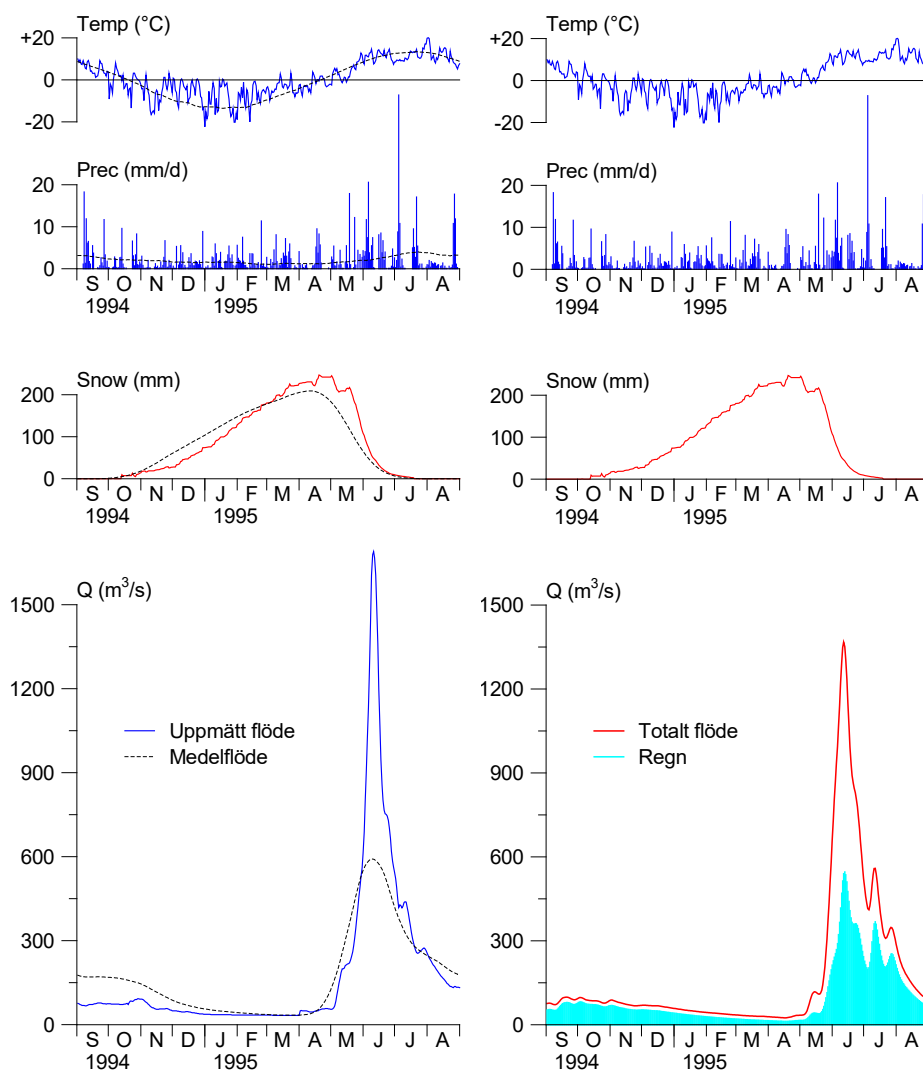 Temp (°C)
+20
0
-20
Prec (mm/d)
20
10
0
S O N D J F M A M J J A
1994 1995
Snow (mm)
200
100
0
S O N D J F M A M J J A
1994 1995
Q (m³/s)
1500
1200
900
600
300
0
Uppmätt flöde
Medelflöde
S O N D J F M A M J J A
1994 1995
Temp (°C)
+20
0
-20
Prec (mm/d)
20
10
0
S O N D J F M A M J J A
1994 1995
Snow (mm)
200
100
0
S O N D J F M A M J J A
1994 1995
Q (m³/s)
1500
1200
900
600
300
0
Totalt flöde
Regn
S O N D J F M A M J J A
1994 1995